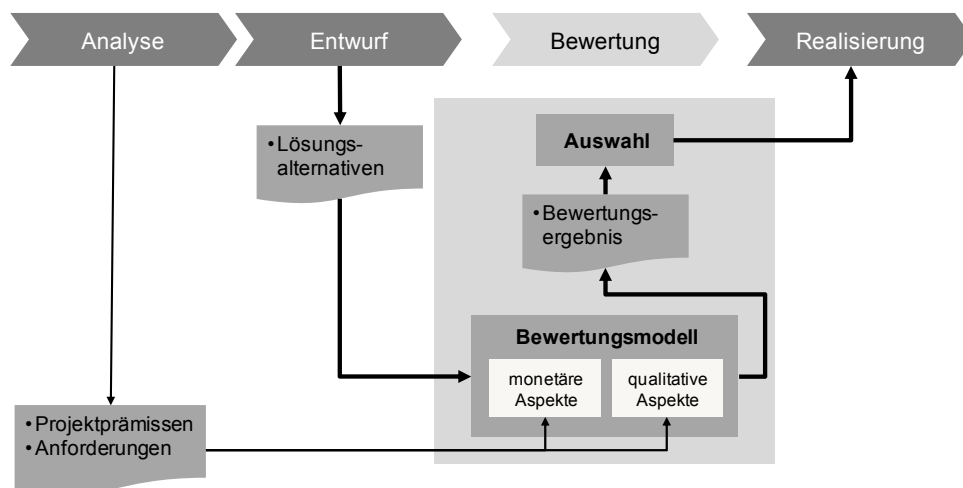 Analyse
Entwurf
Bewertung
Realisierung
•Lösungs-
alternativen
Auswahl
•Bewertungs-
ergebnis
Bewertungsmodell
monetäre
Aspekte
qualitative
Aspekte
•Projektprämissen
•Anforderungen